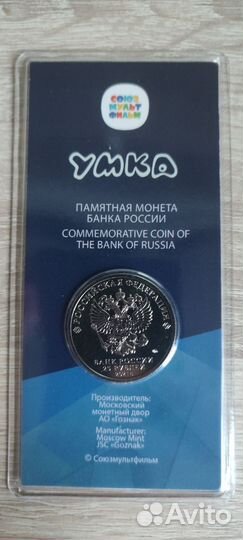 СОЮЗ
МУЛЬТ
ФИЛЬМ
УМКА
ПАМЯТНАЯ МОНЕТА
БАНКА РОССИИ
COMMEMORATIVE COIN OF
THE BANK OF RUSSIA
РОССИЙСКАЯ ФЕДЕРАЦИЯ
БАНК РОССИИ
25 РУБЛЕЙ
Производитель:
Московский
монетный двор
АО «Гознак»
Manufacturer:
Moscow Mint
JSC «Goznak»
© Союзмультфильм
Avito